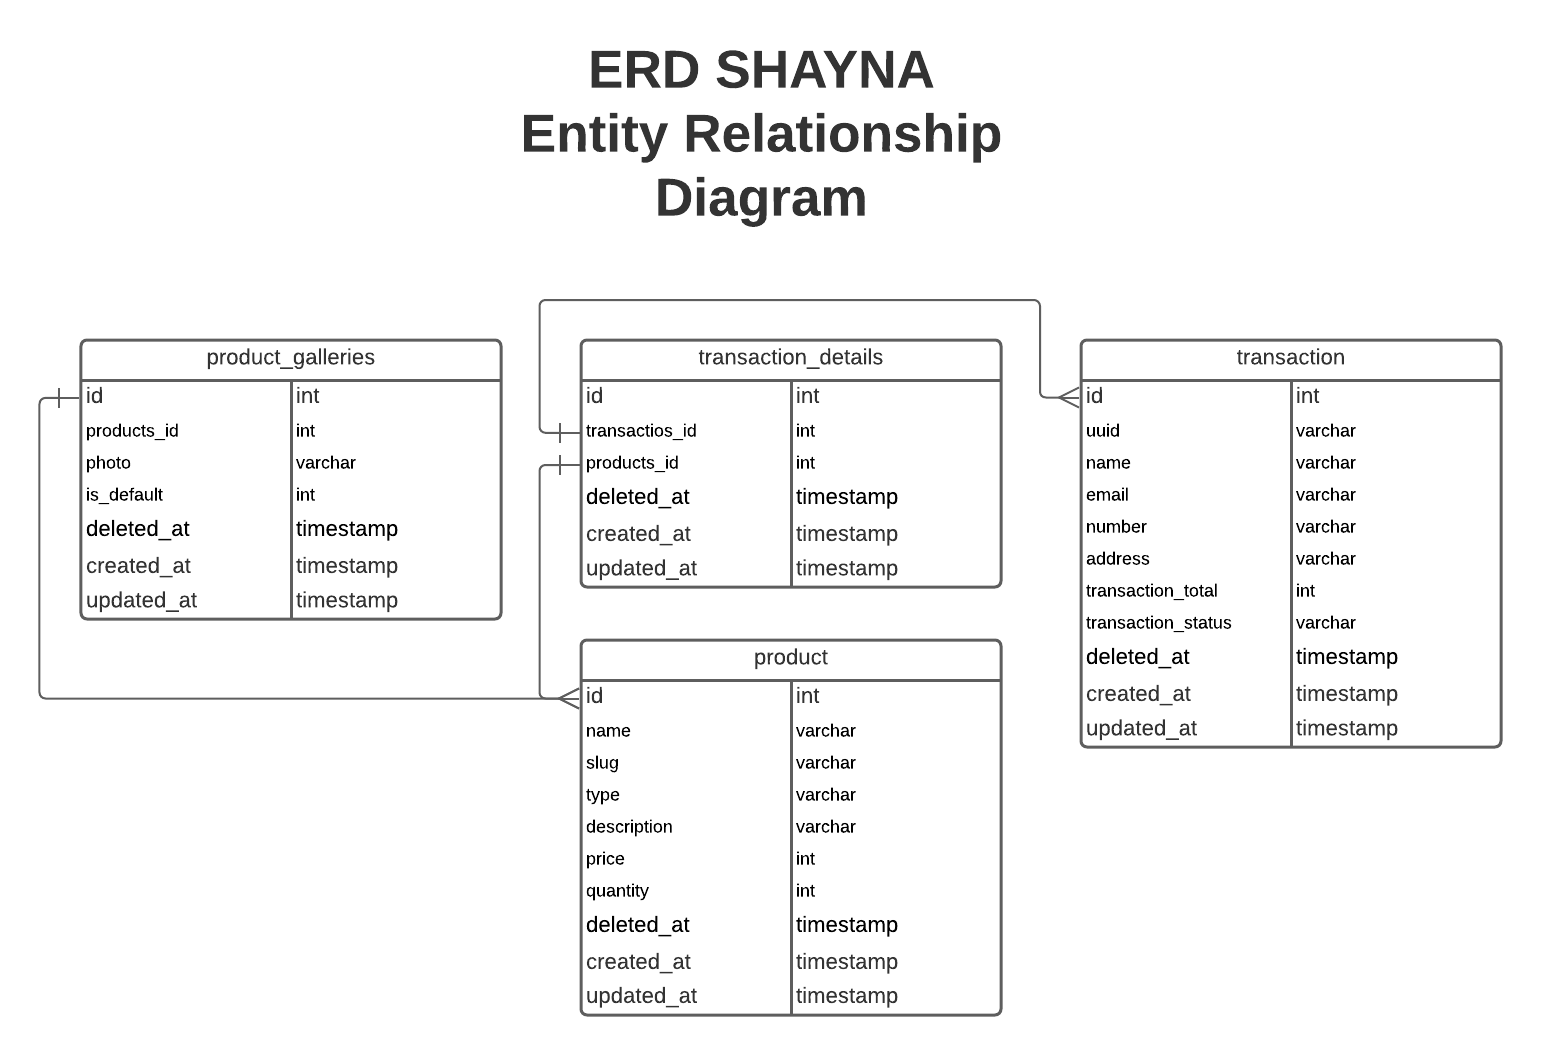 ERD SHAYNA
Entity Relationship
Diagram
product_galleries
id int
products_id int
photo varchar
is_default int
deleted_at timestamp
created_at timestamp
updated_at timestamp
transaction_details
id int
transactios_id int
products_id int
deleted_at timestamp
created_at timestamp
updated_at timestamp
transaction
id int
uuid varchar
name varchar
email varchar
number varchar
address varchar
transaction_total int
transaction_status varchar
deleted_at timestamp
created_at timestamp
updated_at timestamp
product
id int
name varchar
slug varchar
type varchar
description varchar
price int
quantity int
deleted_at timestamp
created_at timestamp
updated_at timestamp